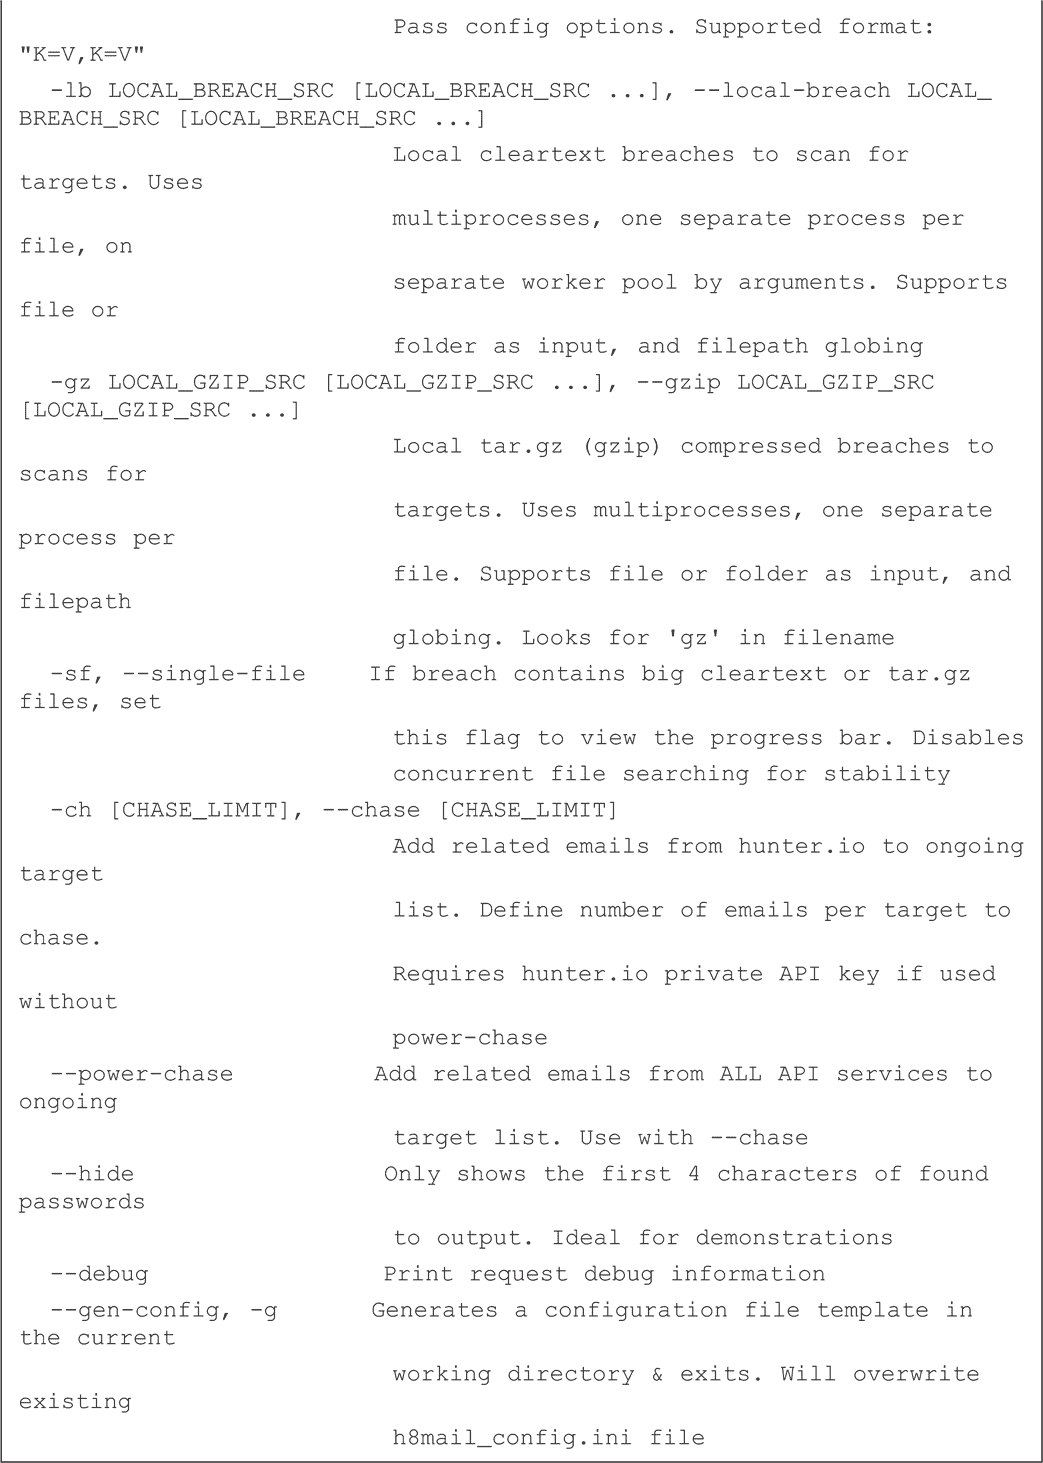 Pass config options. Supported format:
"K=V,K=V"
-lb LOCAL_BREACH_SRC [LOCAL_BREACH_SRC ...], --local-breach LOCAL_
BREACH_SRC [LOCAL_BREACH_SRC ...]
Local cleartext breaches to scan for
targets. Uses
multiprocesses, one separate process per
file, on
separate worker pool by arguments. Supports
file or
folder as input, and filepath globing
-gz LOCAL_GZIP_SRC [LOCAL_GZIP_SRC ...], --gzip LOCAL_GZIP_SRC
[LOCAL_GZIP_SRC ...]
Local tar.gz (gzip) compressed breaches to
scans for
targets. Uses multiprocesses, one separate
process per
file. Supports file or folder as input, and
filepath
globing. Looks for 'gz' in filename
-sf, --single-file If breach contains big cleartext or tar.gz
files, set
this flag to view the progress bar. Disables
concurrent file searching for stability
-ch [CHASE_LIMIT], --chase [CHASE_LIMIT]
Add related emails from hunter.io to ongoing
target
list. Define number of emails per target to
chase.
Requires hunter.io private API key if used
without
power-chase
--power-chase Add related emails from ALL API services to
ongoing
target list. Use with --chase
--hide Only shows the first 4 characters of found
passwords
to output. Ideal for demonstrations
--debug Print request debug information
--gen-config, -g Generates a configuration file template in
the current
working directory & exits. Will overwrite
existing
h8mail_config.ini file